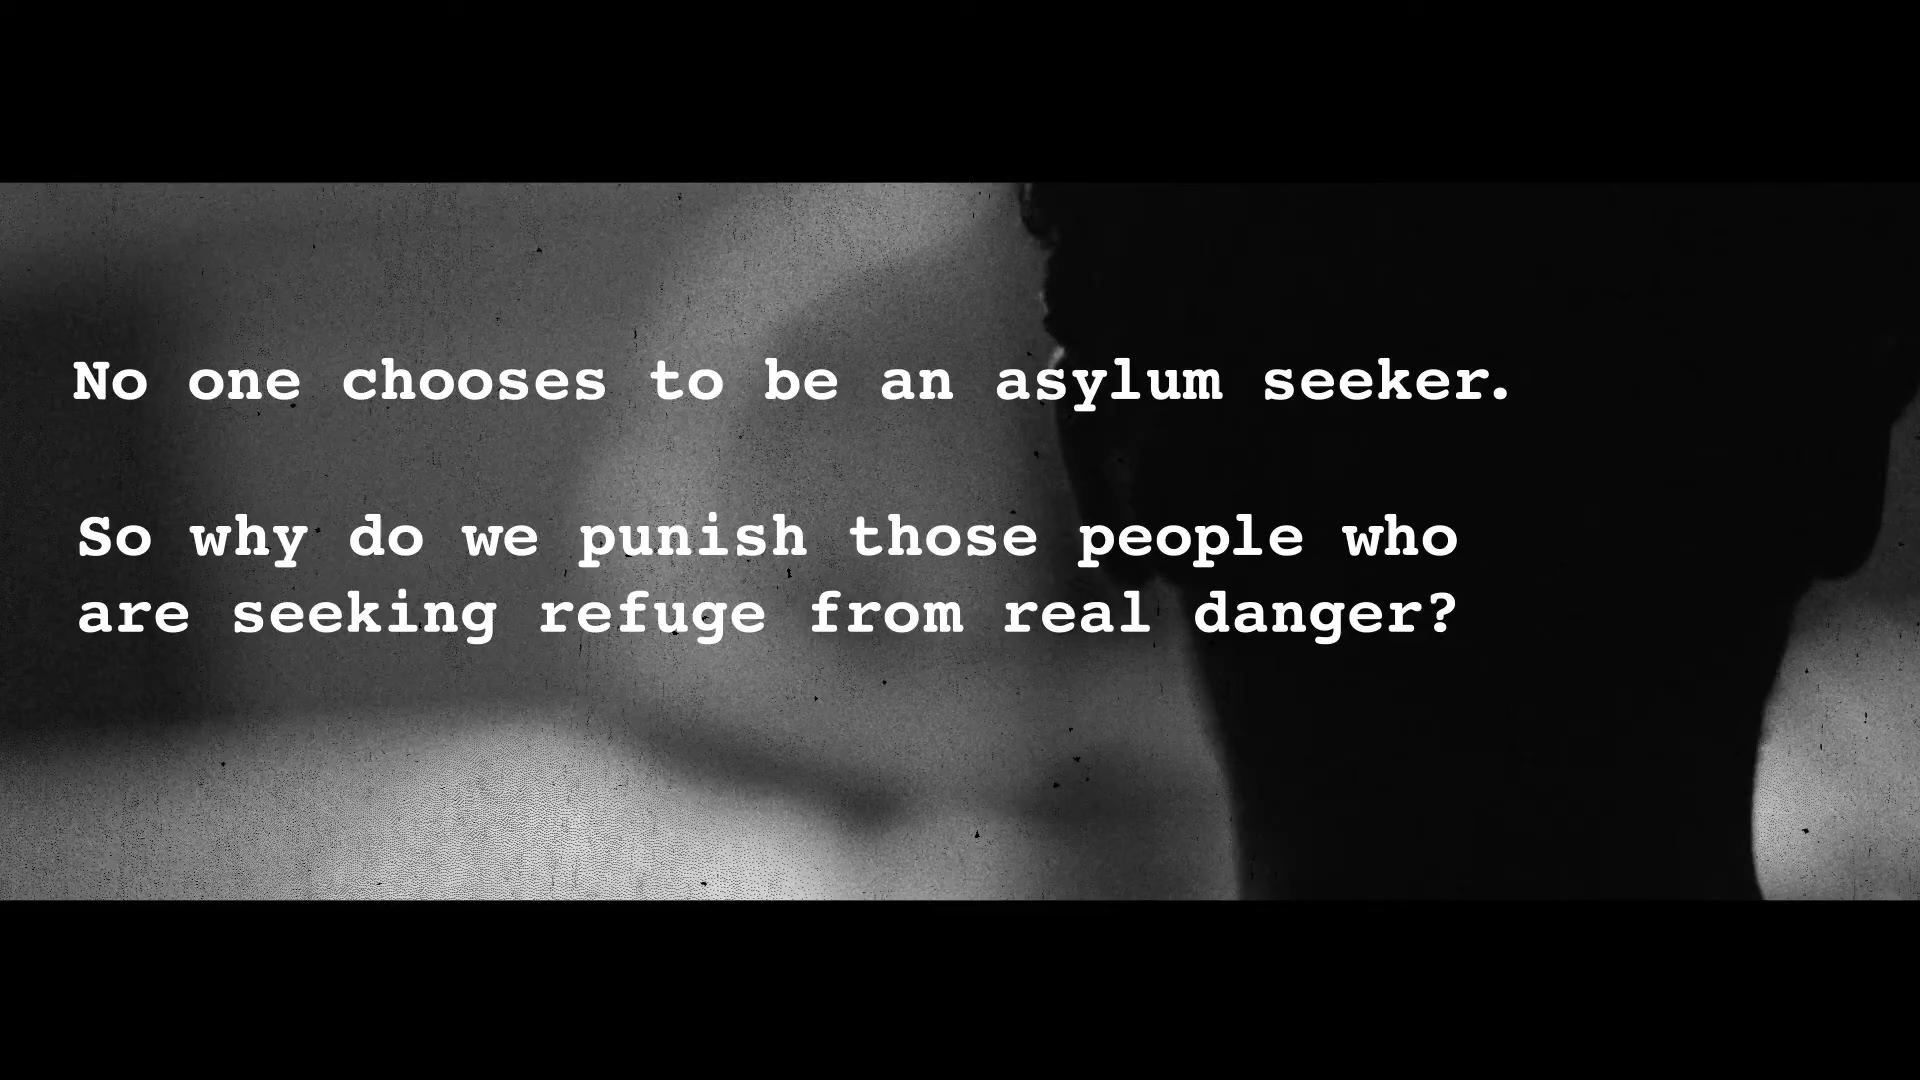 No one chooses to be an asylum seeker.
So why do we punish those people who
are seeking refuge from real danger?